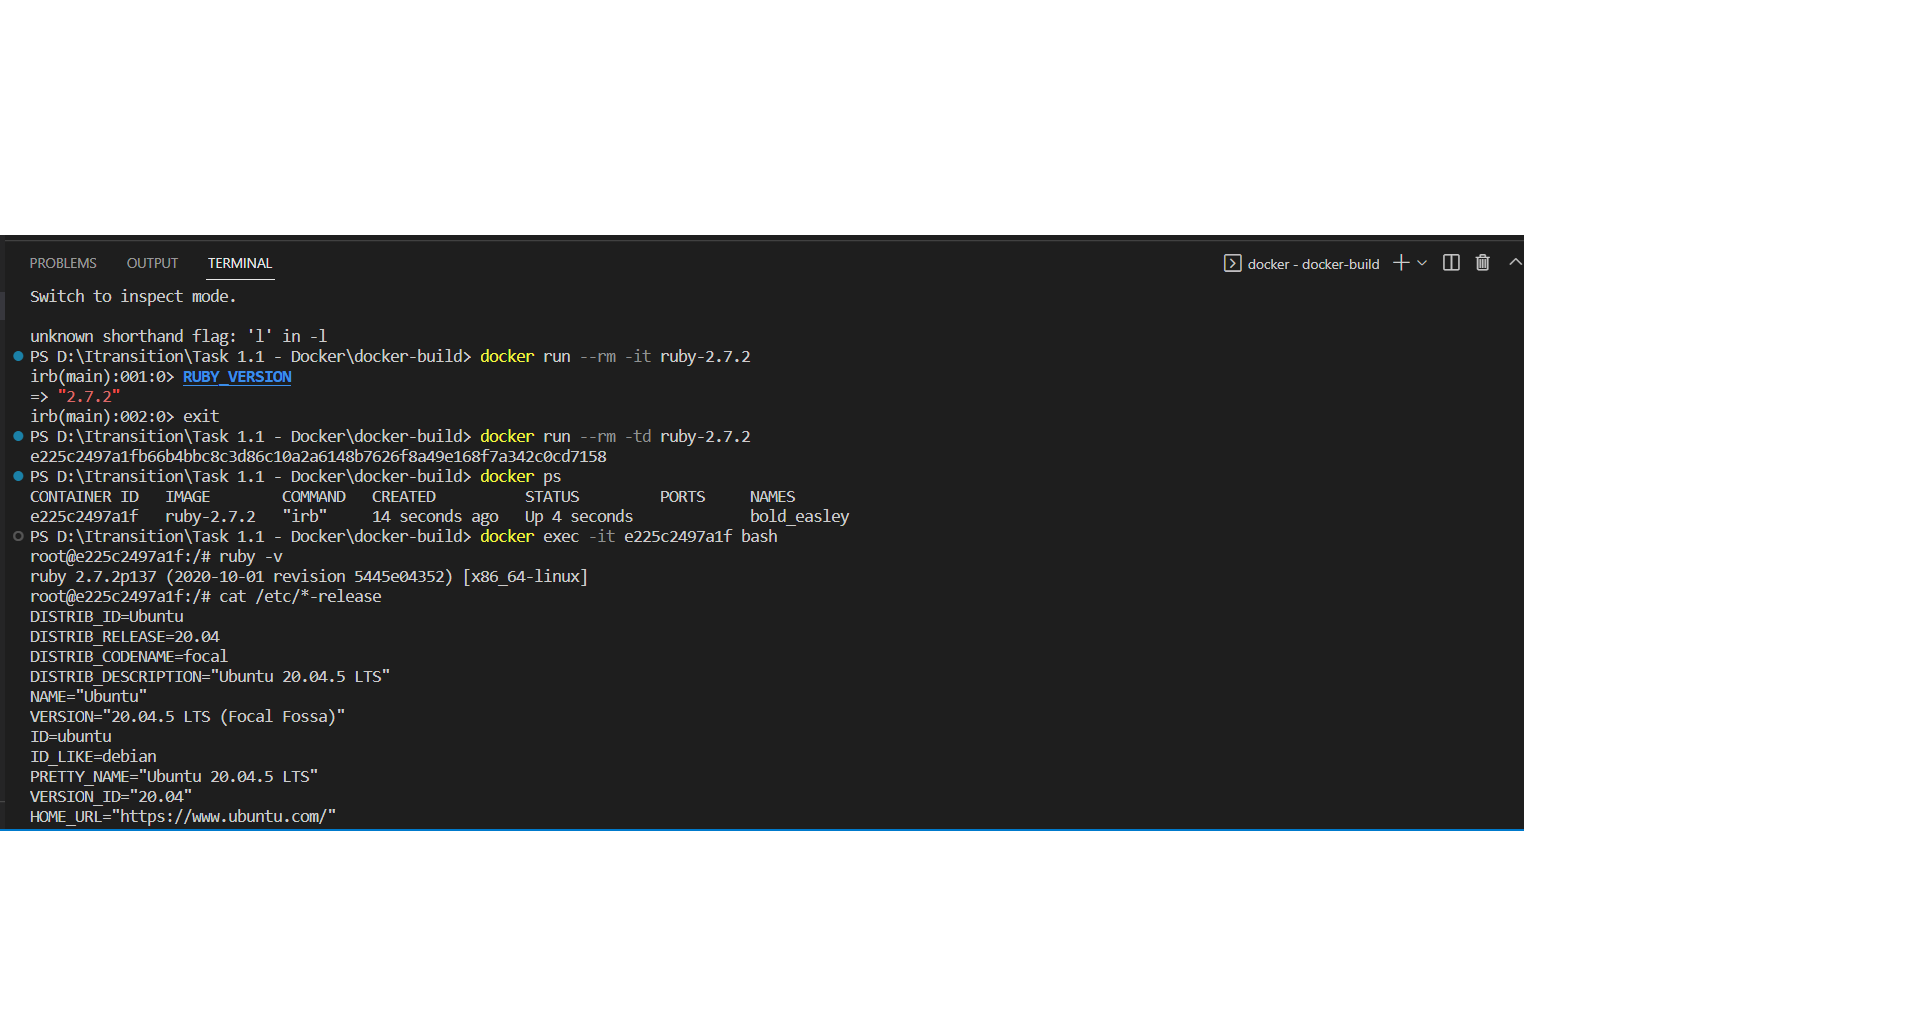 PROBLEMS OUTPUT TERMINAL docker - docker-build
Switch to inspect mode.
unknown shorthand flag: 'l' in -l
PS D:\Itransition\Task 1.1 - Docker\docker-build> docker run --rm -it ruby-2.7.2
irb(main):001:0> RUBY_VERSION
=> "2.7.2"
irb(main):002:0> exit
PS D:\Itransition\Task 1.1 - Docker\docker-build> docker run --rm -td ruby-2.7.2
e225c2497a1fb66b4bbc8c3d86c10a2a6148b7626f8a49e168f7a342c0cd7158
PS D:\Itransition\Task 1.1 - Docker\docker-build> docker ps
CONTAINER ID   IMAGE        COMMAND   CREATED          STATUS         PORTS     NAMES
e225c2497a1f   ruby-2.7.2   "irb"     14 seconds ago   Up 4 seconds             bold_easley
PS D:\Itransition\Task 1.1 - Docker\docker-build> docker exec -it e225c2497a1f bash
root@e225c2497a1f:/# ruby -v
ruby 2.7.2p137 (2020-10-01 revision 5445e04352) [x86_64-linux]
root@e225c2497a1f:/# cat /etc/*-release
DISTRIB_ID=Ubuntu
DISTRIB_RELEASE=20.04
DISTRIB_CODENAME=focal
DISTRIB_DESCRIPTION="Ubuntu 20.04.5 LTS"
NAME="Ubuntu"
VERSION="20.04.5 LTS (Focal Fossa)"
ID=ubuntu
ID_LIKE=debian
PRETTY_NAME="Ubuntu 20.04.5 LTS"
VERSION_ID="20.04"
HOME_URL="https://www.ubuntu.com/"